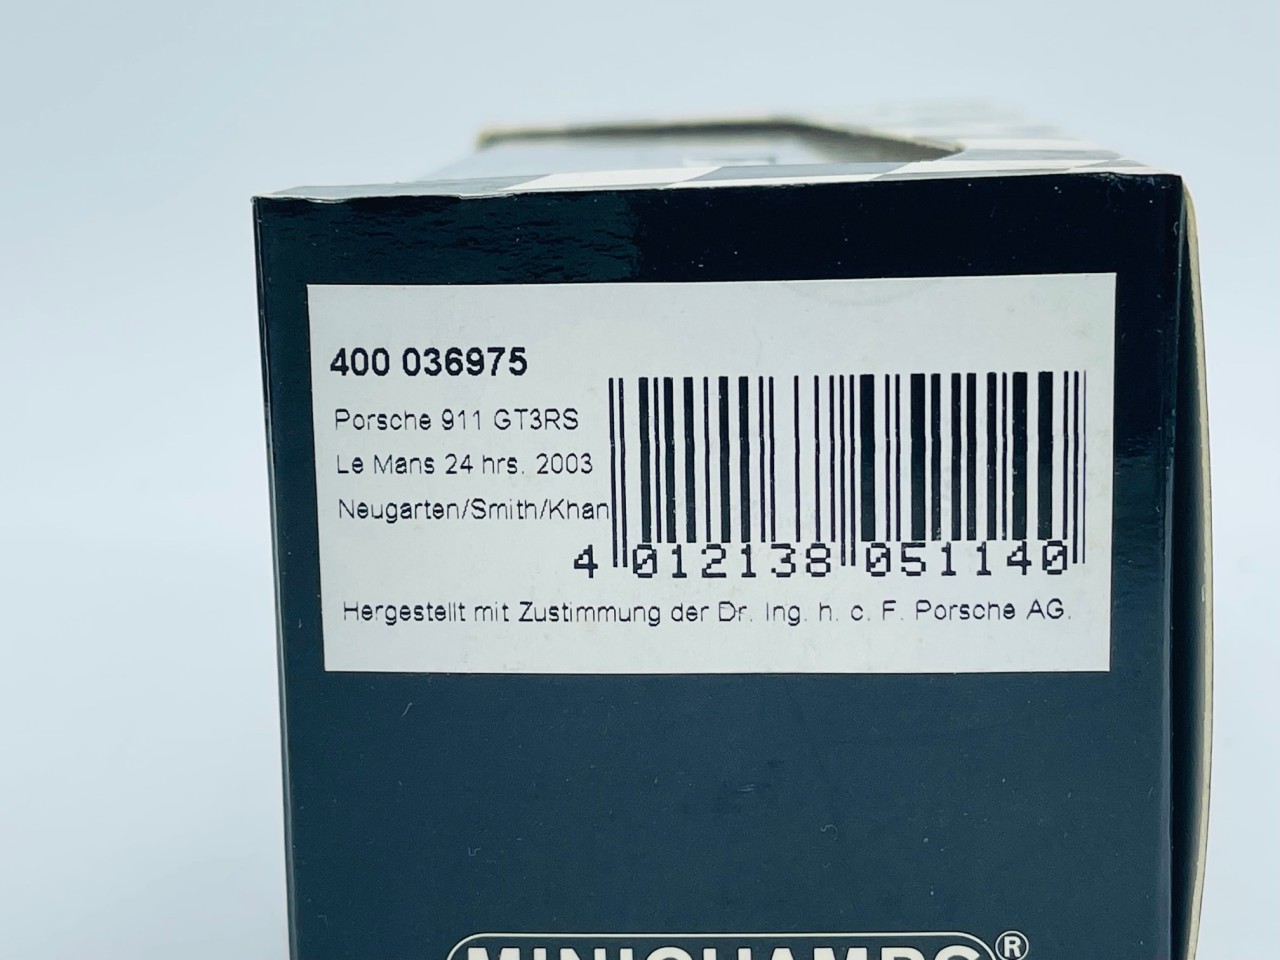 400 036975
Porsche 911 GT3RS
Le Mans 24 hrs. 2003
Neugarten/Smith/Khan
4 012138 051140
Hergestellt mit Zustimmung der Dr. Ing. h. c. F. Porsche AG.
MINICHAMPS®